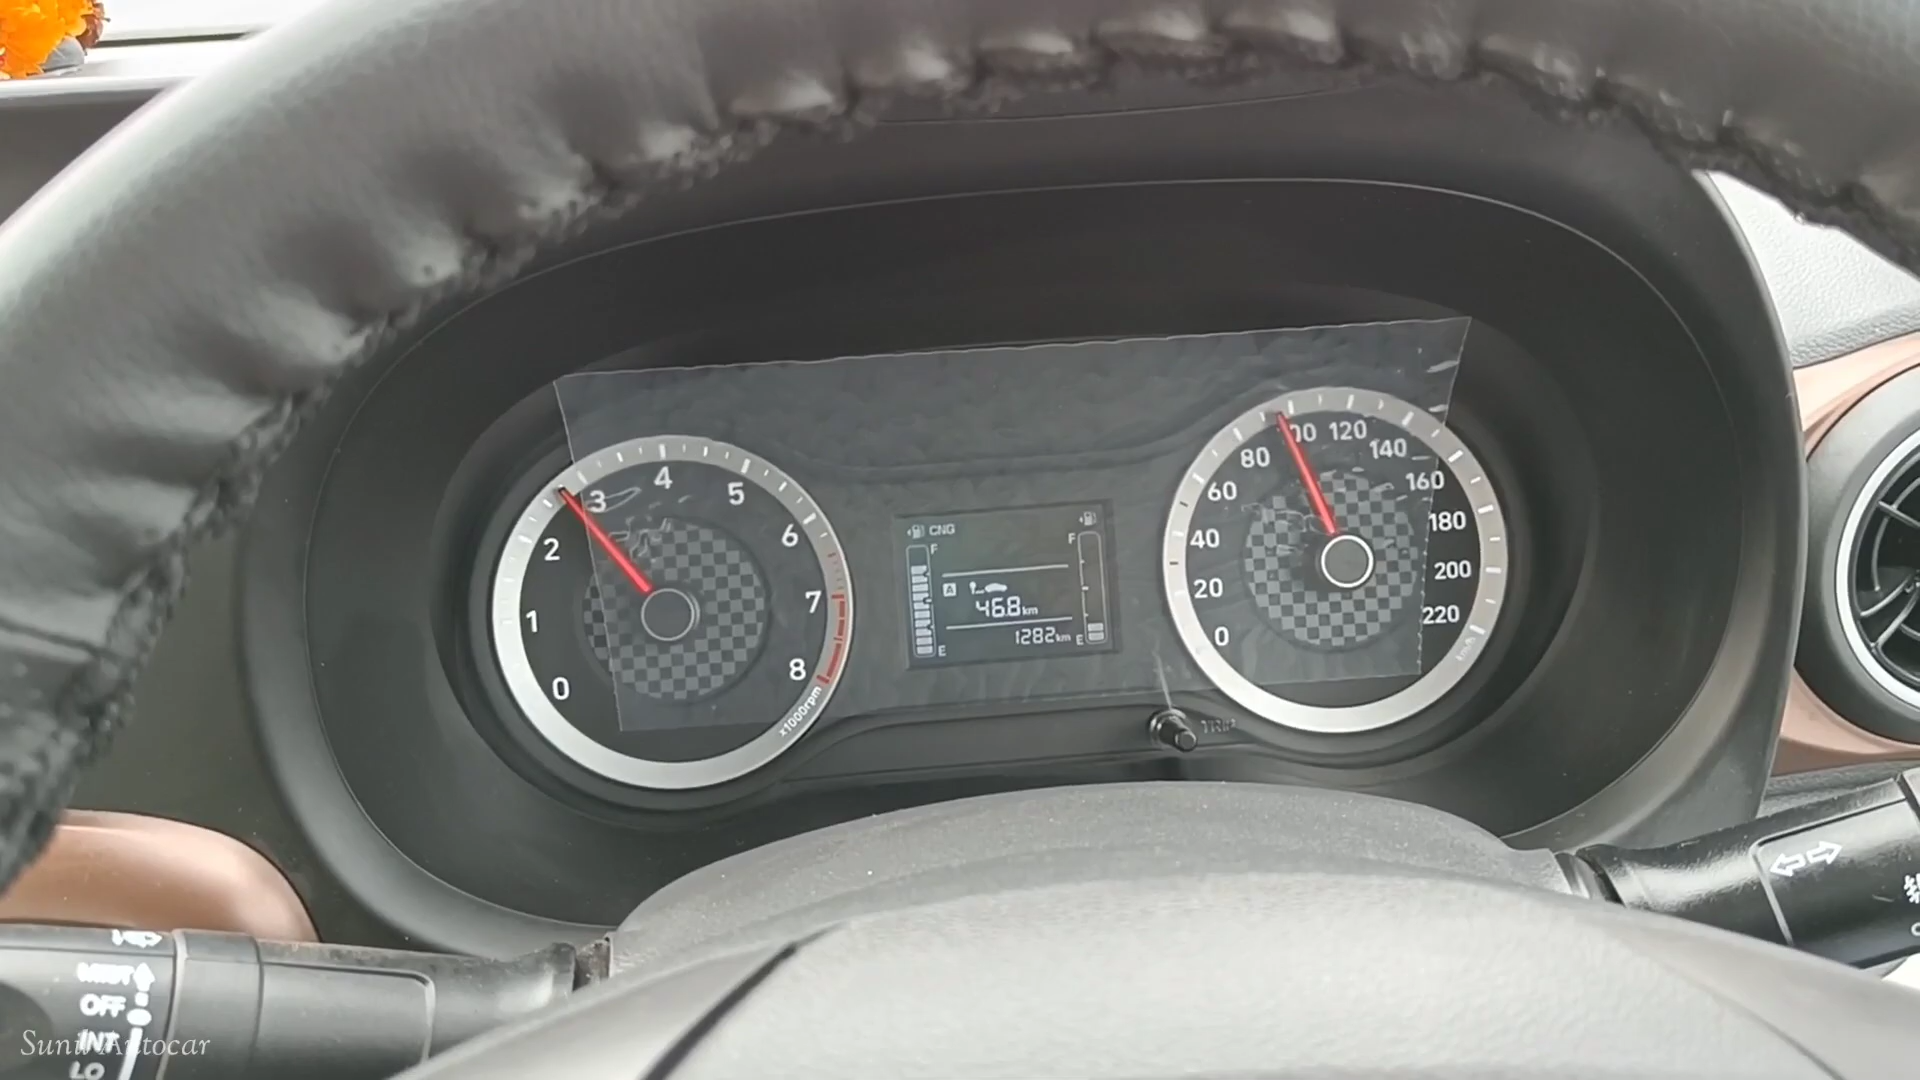 0
1
2
3
4
5
6
7
8
x1000rpm
CNG
F
E
A
46.8km
1282km
F
E
0
20
40
60
80
100
120
140
160
180
200
220
km/h
TRIP
MIST
OFF
INT
LO
Sunil Autocar